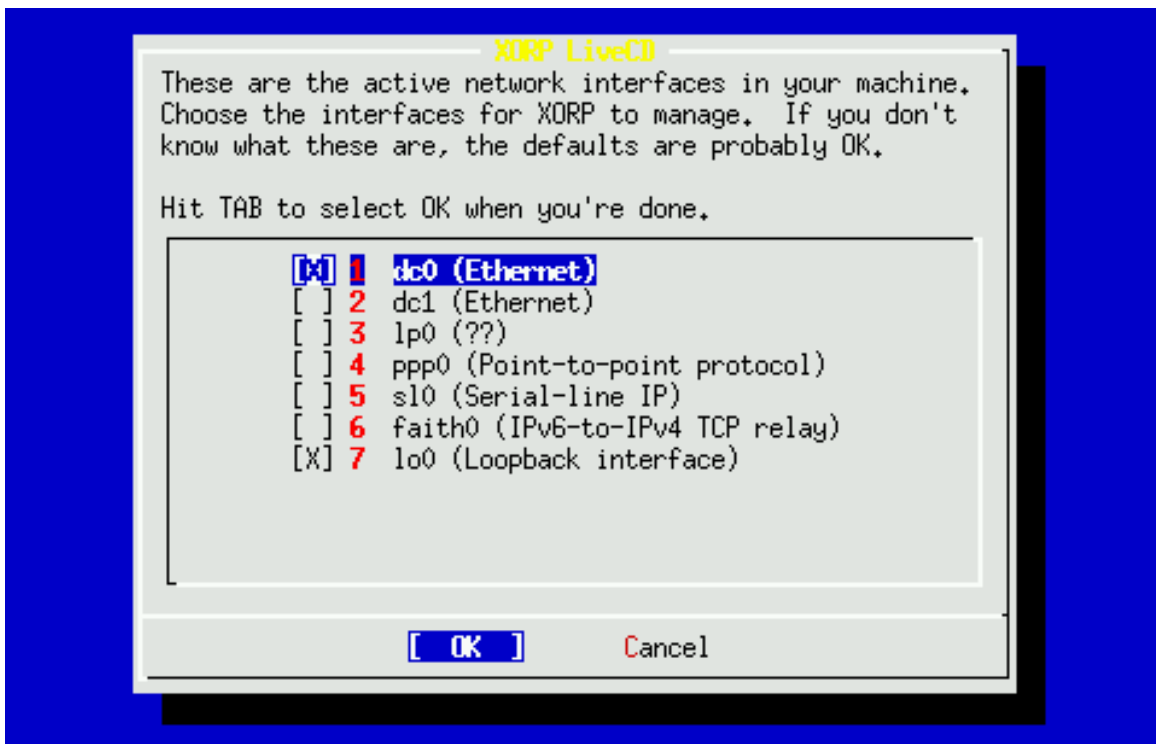 XORP LiveCD
These are the active network interfaces in your machine.
Choose the interfaces for XORP to manage.  If you don't
know what these are, the defaults are probably OK.
Hit TAB to select OK when you're done.
[X] 1 dc0 (Ethernet)
[ ] 2 dc1 (Ethernet)
[ ] 3 lp0 (??)
[ ] 4 ppp0 (Point-to-point protocol)
[ ] 5 sl0 (Serial-line IP)
[ ] 6 faith0 (IPv6-to-IPv4 TCP relay)
[X] 7 lo0 (Loopback interface)
[ OK ] Cancel